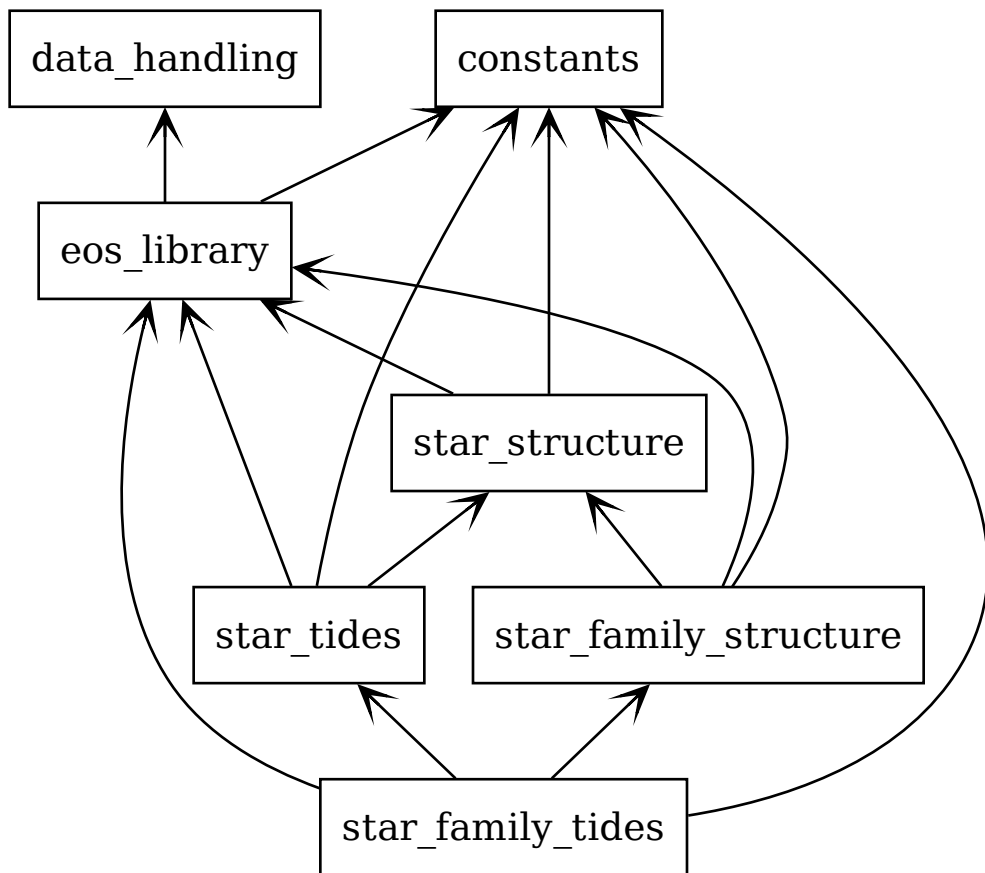 data_handling
constants
eos_library
star_structure
star_tides
star_family_structure
star_family_tides